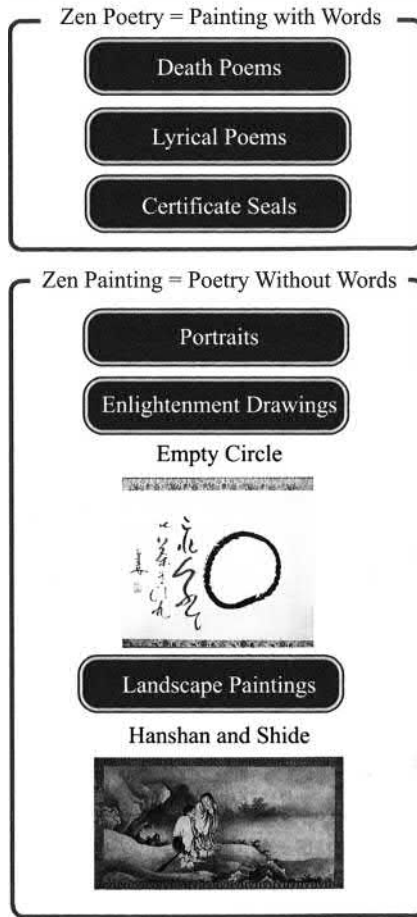 Zen Poetry = Painting with Words
Death Poems
Lyrical Poems
Certificate Seals
Zen Painting = Poetry Without Words
Portraits
Enlightenment Drawings
Empty Circle
Landscape Paintings
Hanshan and Shide